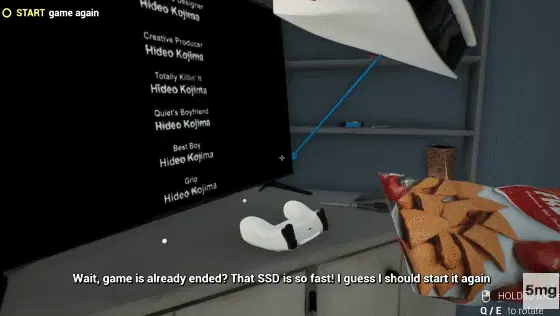 START game again
Designer
Hideo Kojima
Creative Producer
Hideo Kojima
Totally Killin' It
Hideo Kojima
Quiet's Boyfriend
Hideo Kojima
Best Boy
Hideo Kojima
Grip
Hideo Kojima
Wait, game is already ended? That SSD is so fast! I guess I should start it again
HOLD to
Q / E to rotate
5mg